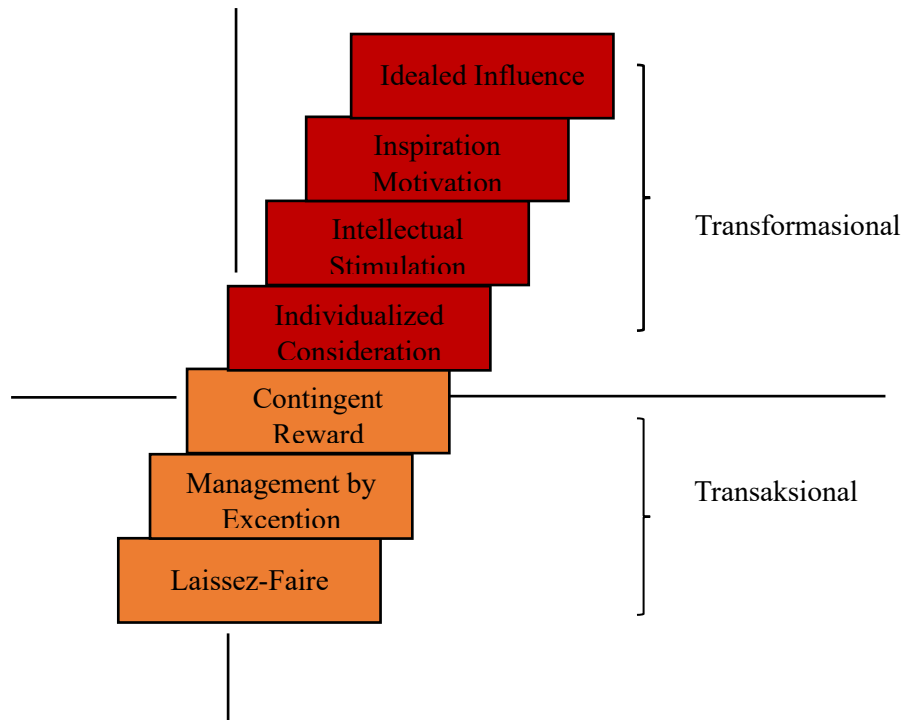 Idealed Influence
Inspiration
Motivation
Intellectual
Stimulation
Transformasional
Individualized
Consideration
Contingent
Reward
Management by
Exception
Transaksional
Laissez-Faire